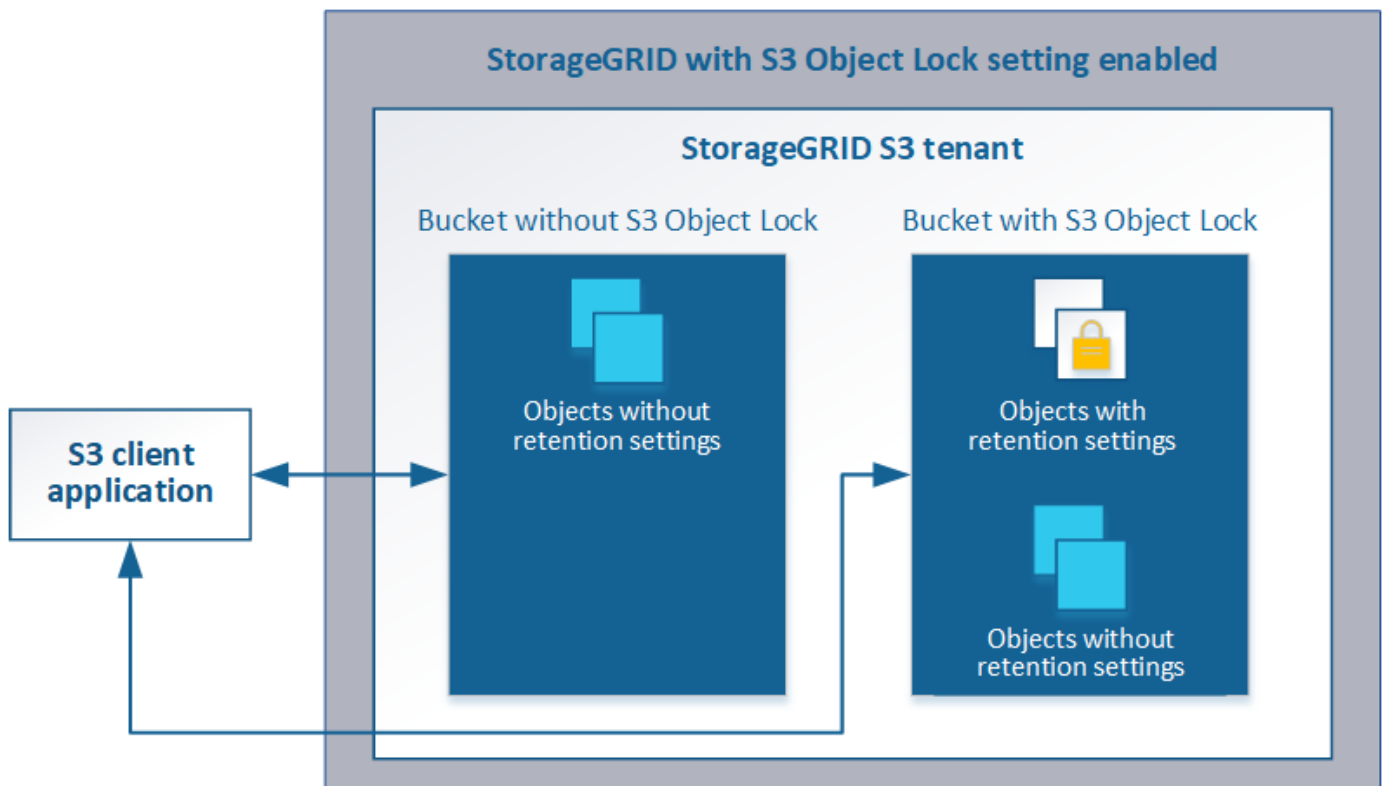 StorageGRID with S3 Object Lock setting enabled
StorageGRID S3 tenant
Bucket without S3 Object Lock
Objects without
retention settings
Bucket with S3 Object Lock
Objects with
retention settings
Objects without
retention settings
S3 client
application